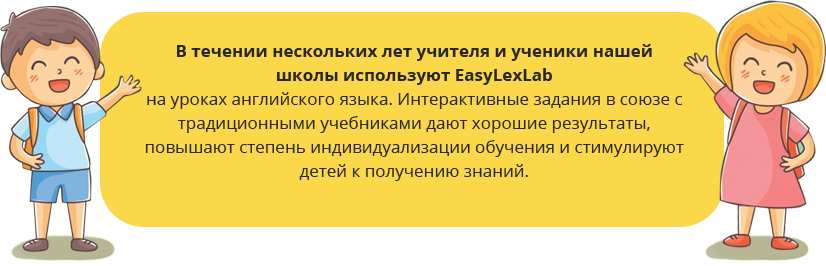 В течении нескольких лет учителя и ученики нашей
школы используют EasyLexLab
на уроках английского языка. Интерактивные задания в союзе с
традиционными учебниками дают хорошие результаты,
повышают степень индивидуализации обучения и стимулируют
детей к получению знаний.